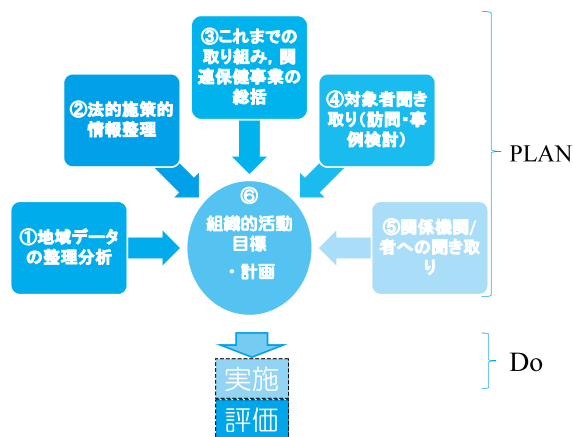 ③これまでの
取り組み，関
連保健事業の
総括
②法的施策的
情報整理
④対象者聞き
取り（訪問・事
例検討）
①地域データ
の整理分析
⑥
組織的活動
目標
・計画
⑤関係機関/
者への聞き取
り
PLAN
実施
評価
Do